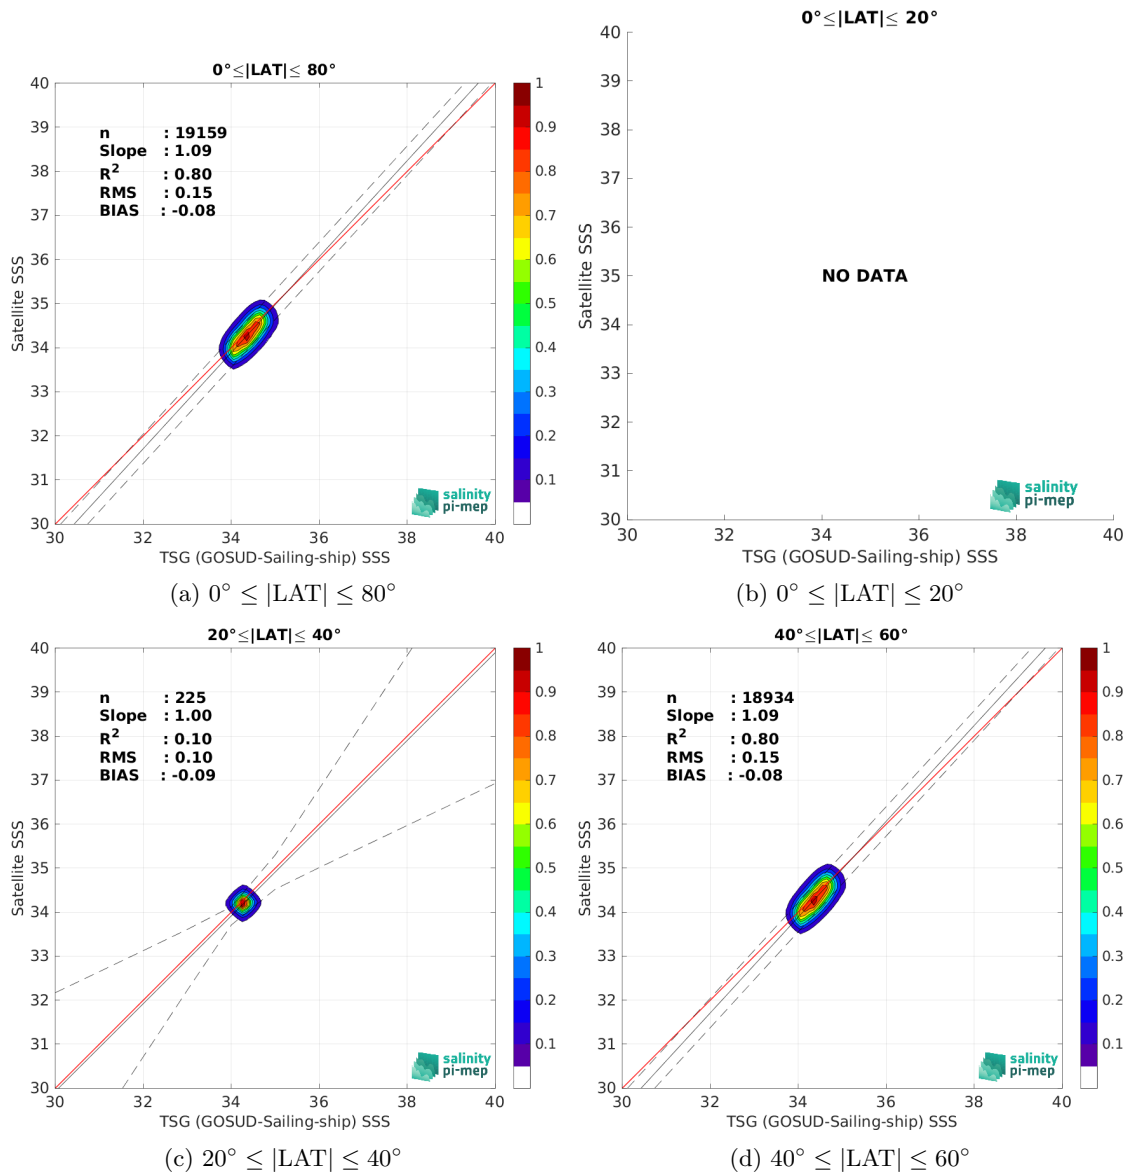 0°≤|LAT|≤ 80°
n : 19159
Slope : 1.09
R² : 0.80
RMS : 0.15
BIAS : -0.08
Satellite SSS
40
39
38
37
36
35
34
33
32
31
30
30 32 34 36 38 40
TSG (GOSUD-Sailing-ship) SSS
1
0.9
0.8
0.7
0.6
0.5
0.4
0.3
0.2
0.1
salinity
pi-mep
(a) 0° ≤ |LAT| ≤ 80°
0°≤|LAT|≤ 20°
NO DATA
Satellite SSS
40
39
38
37
36
35
34
33
32
31
30
30 32 34 36 38 40
TSG (GOSUD-Sailing-ship) SSS
salinity
pi-mep
(b) 0° ≤ |LAT| ≤ 20°
20°≤|LAT|≤ 40°
n : 225
Slope : 1.00
R² : 0.10
RMS : 0.10
BIAS : -0.09
Satellite SSS
40
39
38
37
36
35
34
33
32
31
30
30 32 34 36 38 40
TSG (GOSUD-Sailing-ship) SSS
1
0.9
0.8
0.7
0.6
0.5
0.4
0.3
0.2
0.1
salinity
pi-mep
(c) 20° ≤ |LAT| ≤ 40°
40°≤|LAT|≤ 60°
n : 18934
Slope : 1.09
R² : 0.80
RMS : 0.15
BIAS : -0.08
Satellite SSS
40
39
38
37
36
35
34
33
32
31
30
30 32 34 36 38 40
TSG (GOSUD-Sailing-ship) SSS
1
0.9
0.8
0.7
0.6
0.5
0.4
0.3
0.2
0.1
salinity
pi-mep
(d) 40° ≤ |LAT| ≤ 60°